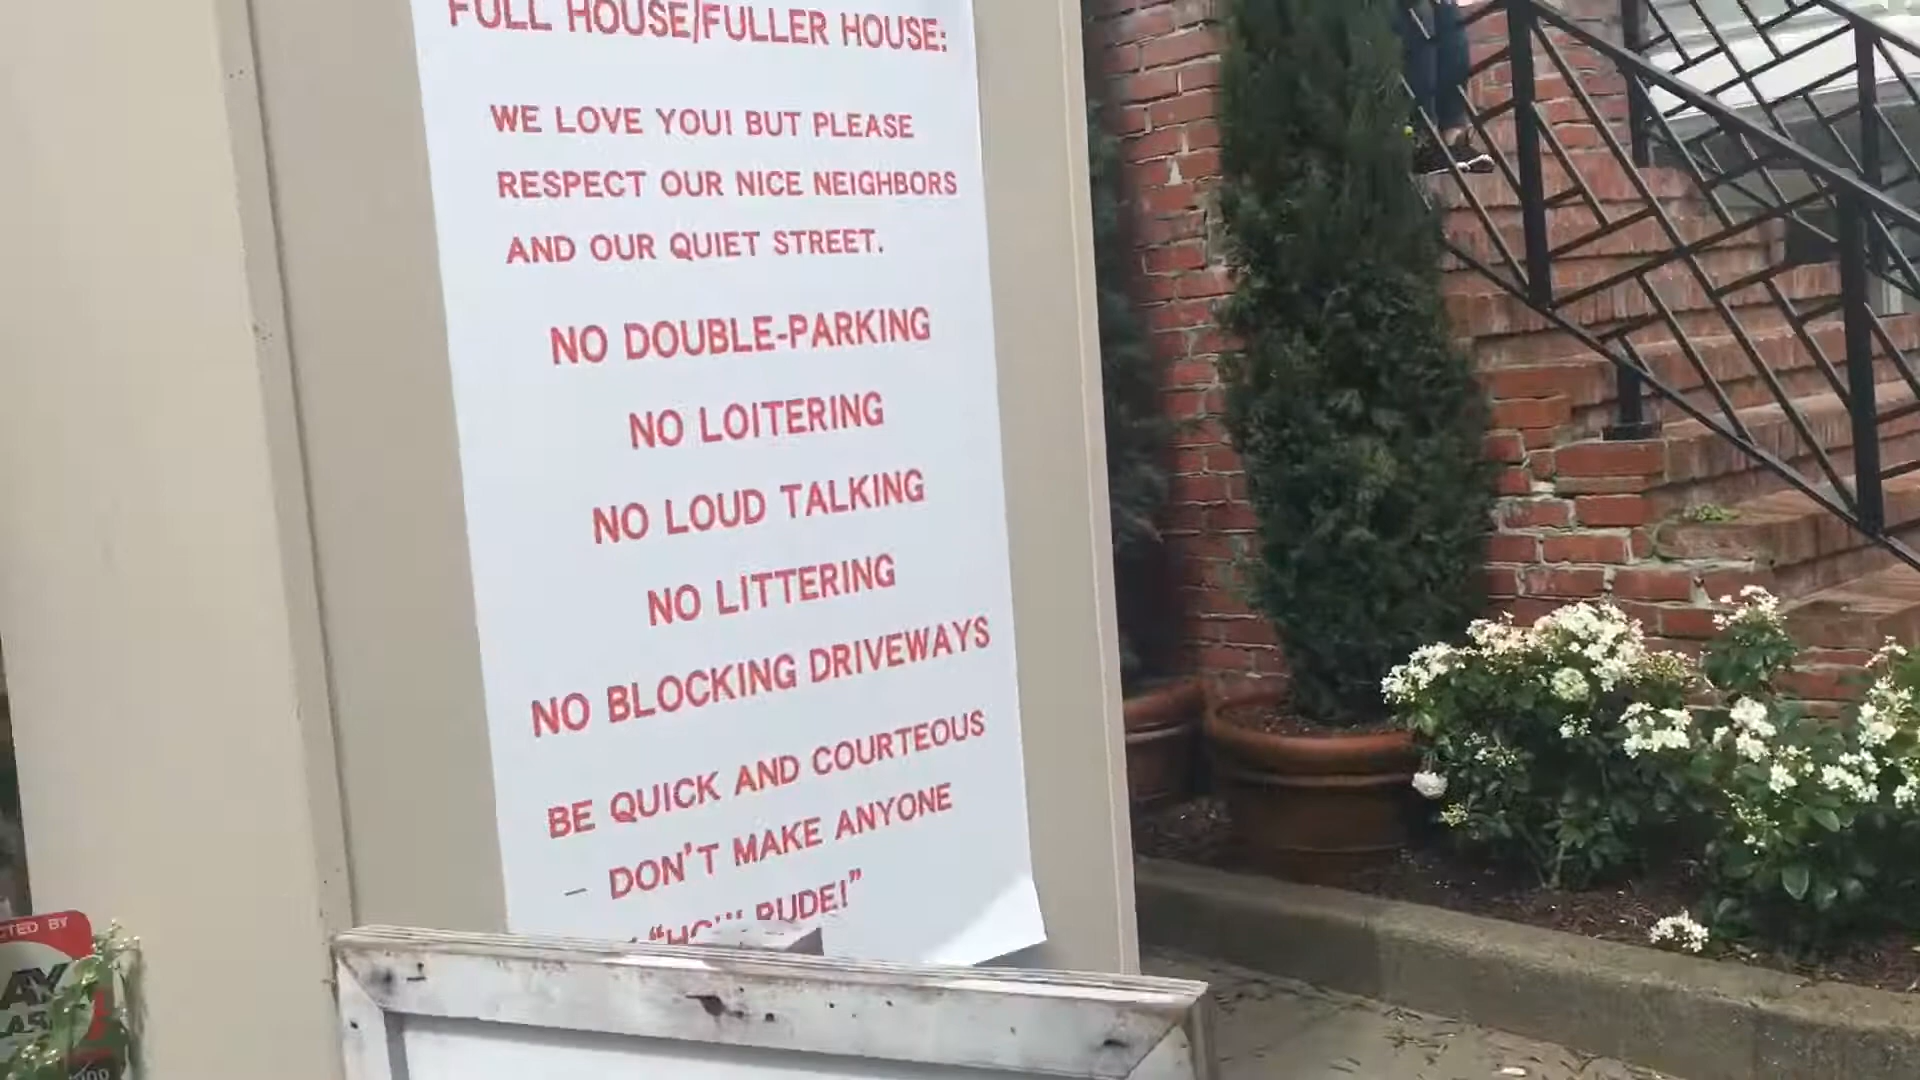 FULL HOUSE/FULLER HOUSE:
WE LOVE YOU! BUT PLEASE
RESPECT OUR NICE NEIGHBORS
AND OUR QUIET STREET.
NO DOUBLE-PARKING
NO LOITERING
NO LOUD TALKING
NO LITTERING
NO BLOCKING DRIVEWAYS
BE QUICK AND COURTEOUS
– DON'T MAKE ANYONE
RUDE!"